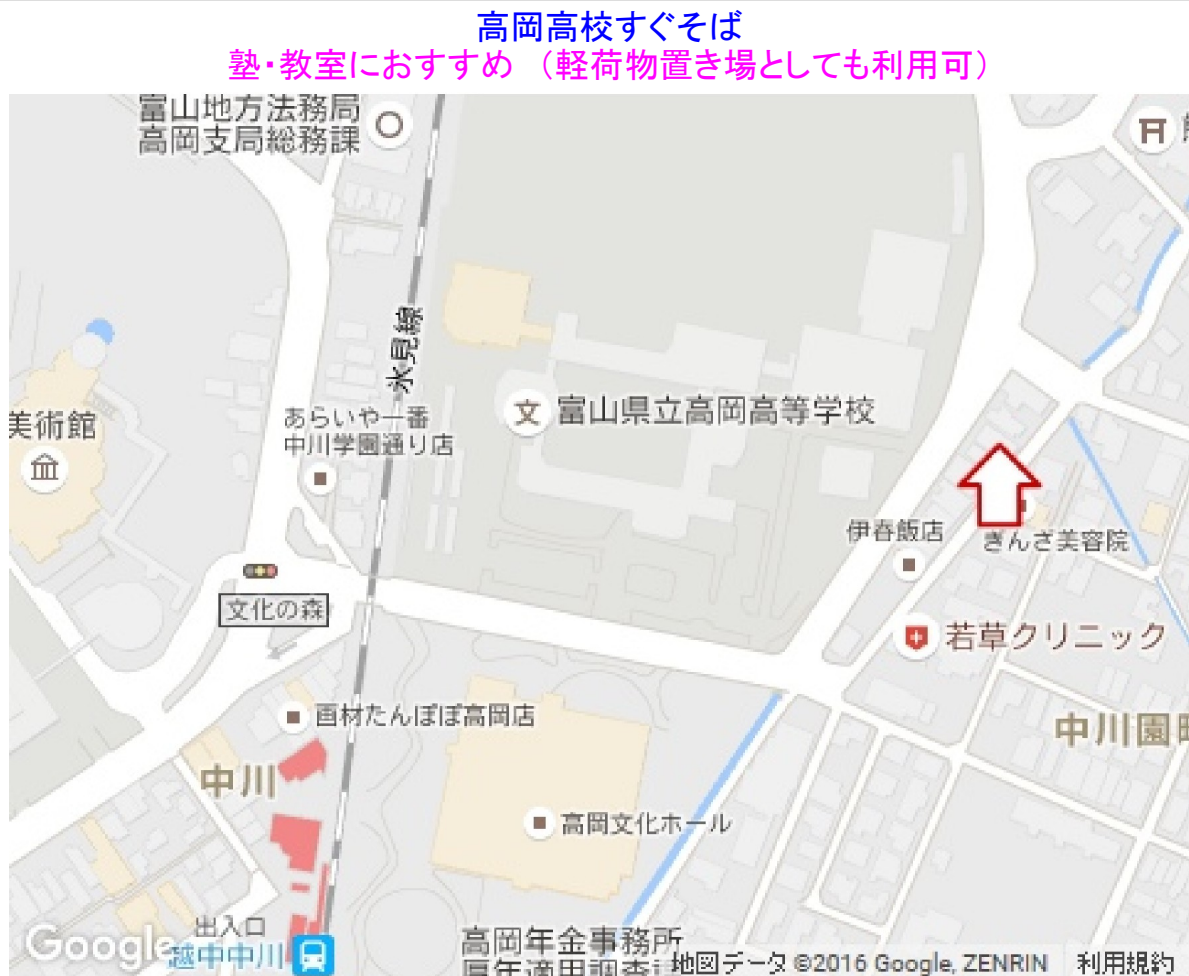 高岡高校すぐそば
塾・教室におすすめ （軽荷物置き場としても利用可）
富山地方法務局
高岡支局総務課
氷見線
あらいや一番
中川学園通り店
美術館
富山県立高岡高等学校
伊春飯店
ぎんざ美容院
文化の森
若草クリニック
画材たんぽぽ高岡店
中川園町
中川
高岡文化ホール
出入口
越中中川
高岡年金事務所
厚生適用調査
Google
地図データ ©2016 Google, ZENRIN
利用規約